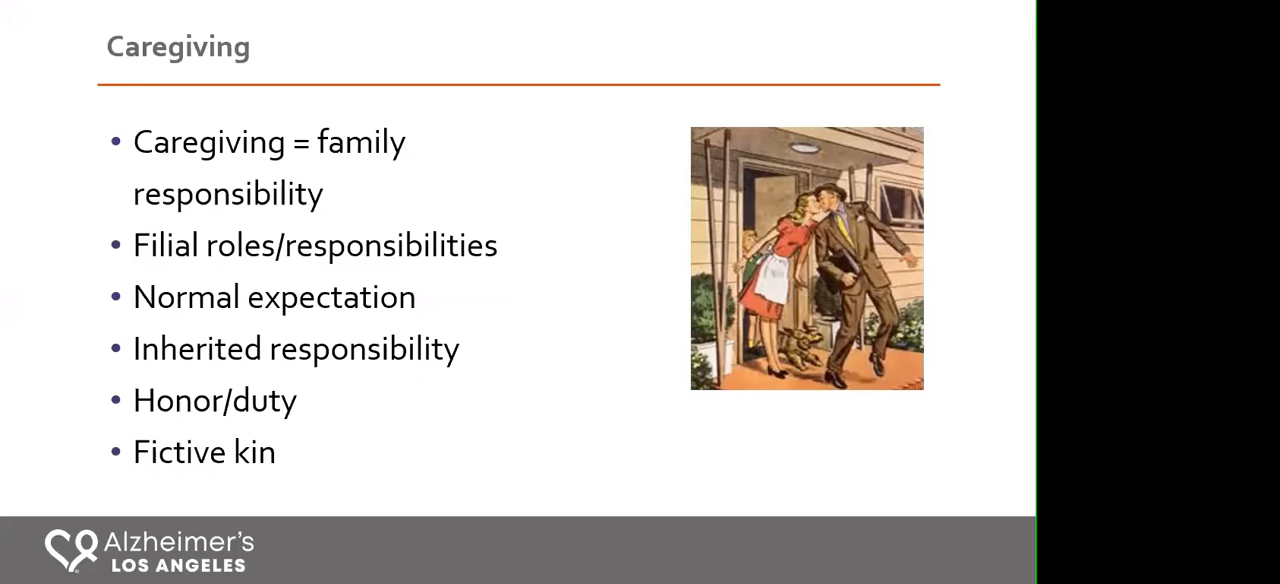 Caregiving
• Caregiving = family
responsibility
• Filial roles/responsibilities
• Normal expectation
• Inherited responsibility
• Honor/duty
• Fictive kin
Alzheimer's
LOS ANGELES